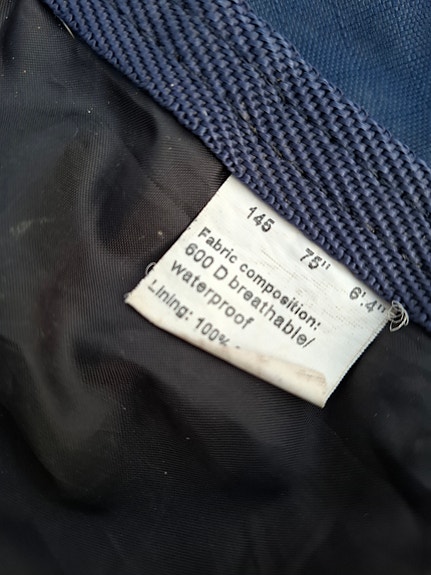 145 75" 6'.4"
Fabric composition:
600 D breathable/
waterproof
Lining: 100%